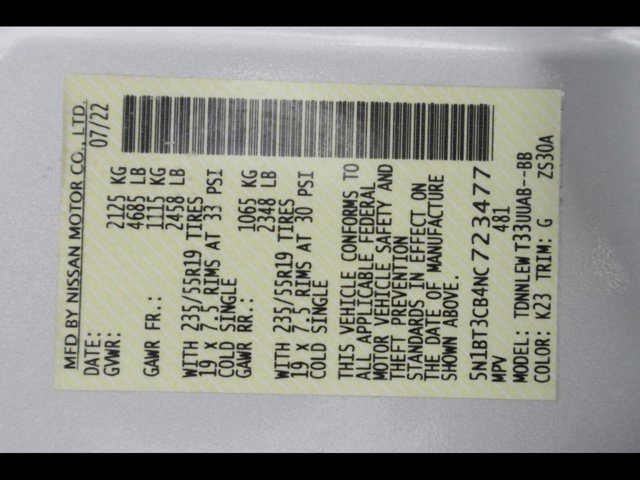 MFD BY NISSAN MOTOR CO., LTD.
DATE: 07/22
GVWR: 2125 KG
4685 LB
GAWR FR.: 1115 KG
2458 LB
WITH 235/55R19 TIRES
19 X 7.5 RIMS AT 33 PSI
COLD SINGLE
GAWR RR.: 1065 KG
2348 LB
WITH 235/55R19 TIRES
19 X 7.5 RIMS AT 30 PSI
COLD SINGLE
THIS VEHICLE CONFORMS TO
ALL APPLICABLE FEDERAL
MOTOR VEHICLE SAFETY AND
THEFT PREVENTION
STANDARDS IN EFFECT ON
THE DATE OF MANUFACTURE
SHOWN ABOVE.
5N1BT3CB4NC723477
MPV 481
MODEL: TDNNLEW T33UUAB--BB
COLOR: K23 TRIM: G ZS30A